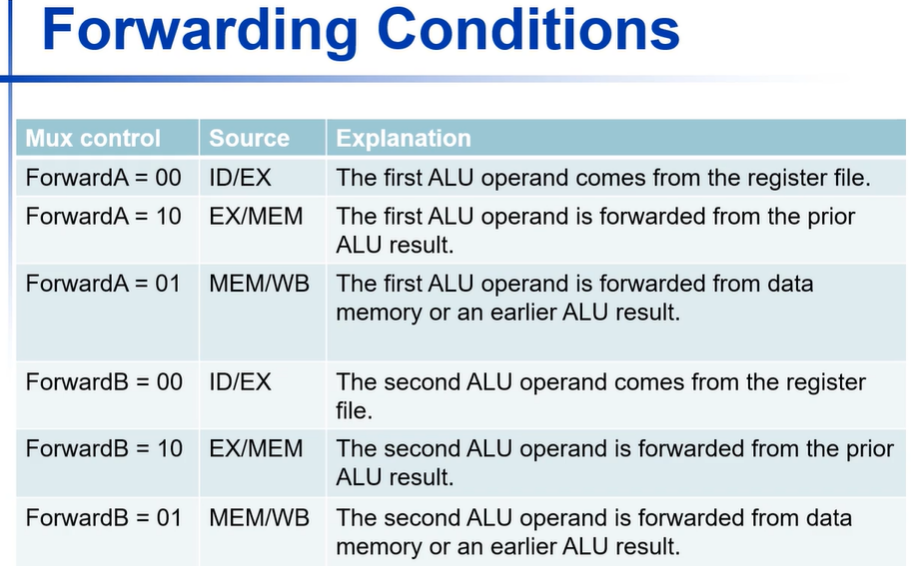 Forwarding Conditions
Mux control Source Explanation
ForwardA = 00 ID/EX The first ALU operand comes from the register file.
ForwardA = 10 EX/MEM The first ALU operand is forwarded from the prior
ALU result.
ForwardA = 01 MEM/WB The first ALU operand is forwarded from data
memory or an earlier ALU result.
ForwardB = 00 ID/EX The second ALU operand comes from the register
file.
ForwardB = 10 EX/MEM The second ALU operand is forwarded from the prior
ALU result.
ForwardB = 01 MEM/WB The second ALU operand is forwarded from data
memory or an earlier ALU result.